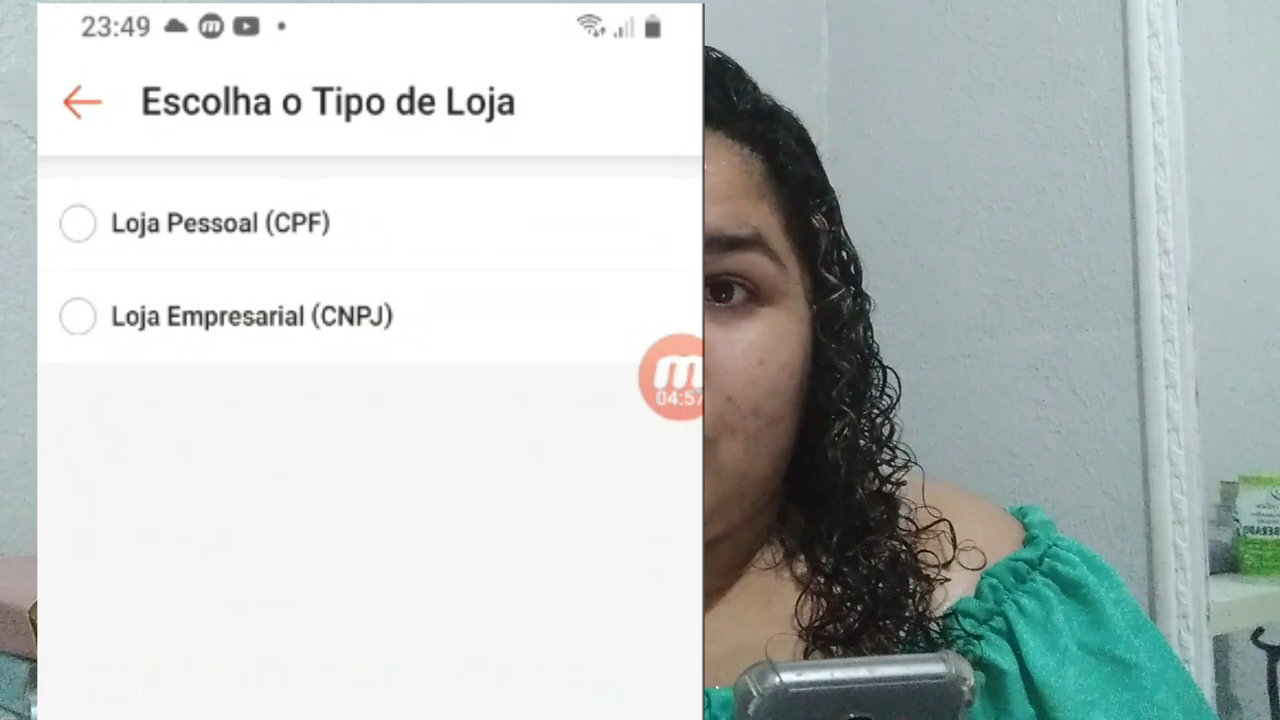 23:49
Escolha o Tipo de Loja
Loja Pessoal (CPF)
Loja Empresarial (CNPJ)
m
04:57